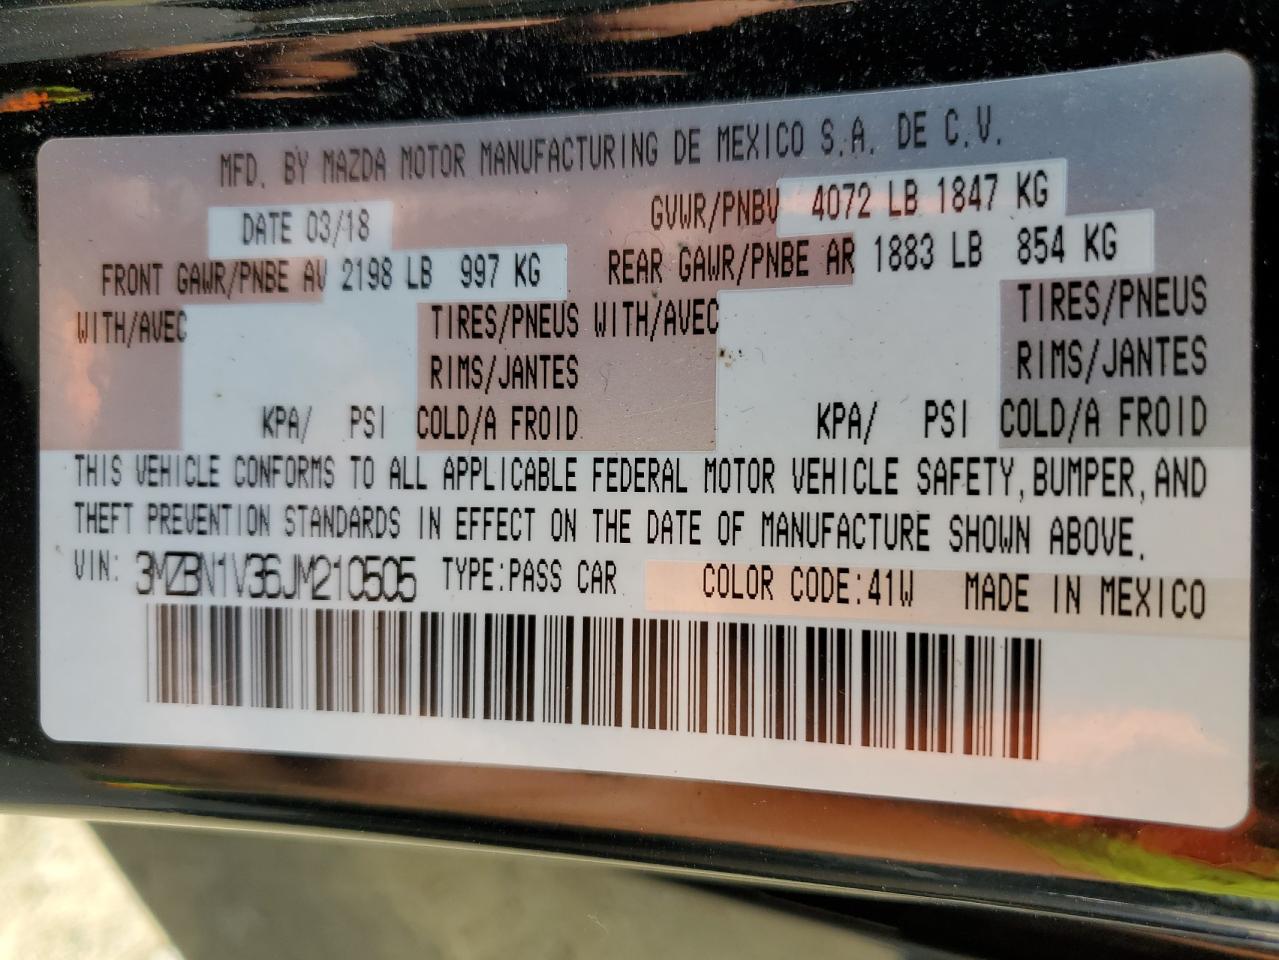 MFD. BY MAZDA MOTOR MANUFACTURING DE MEXICO S.A. DE C.V.
DATE 03/18 GVWR/PNBV 4072 LB 1847 KG
FRONT GAWR/PNBE AV 2198 LB 997 KG REAR GAWR/PNBE AR 1883 LB 854 KG
WITH/AVEC TIRES/PNEUS WITH/AVEC TIRES/PNEUS
RIMS/JANTES RIMS/JANTES
KPA/ PSI COLD/A FROID KPA/ PSI COLD/A FROID
THIS VEHICLE CONFORMS TO ALL APPLICABLE FEDERAL MOTOR VEHICLE SAFETY, BUMPER, AND
THEFT PREVENTION STANDARDS IN EFFECT ON THE DATE OF MANUFACTURE SHOWN ABOVE.
VIN: 3MZBN1V36JM210505 TYPE:PASS CAR COLOR CODE:41W MADE IN MEXICO